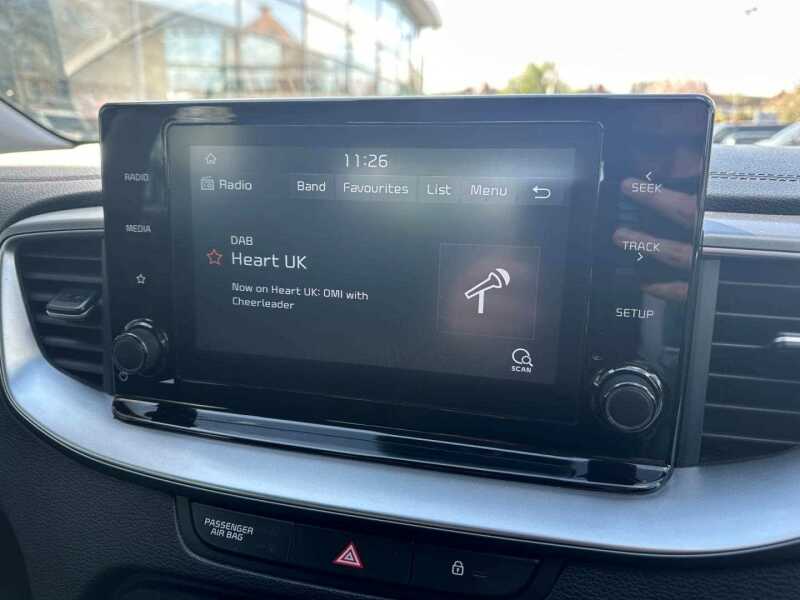 11:26
RADIO
Radio
Band
Favourites
List
Menu
< SEEK
MEDIA
TRACK >
DAB
Heart UK
Now on Heart UK: OMI with
Cheerleader
SETUP
SCAN
PASSENGER
AIR BAG